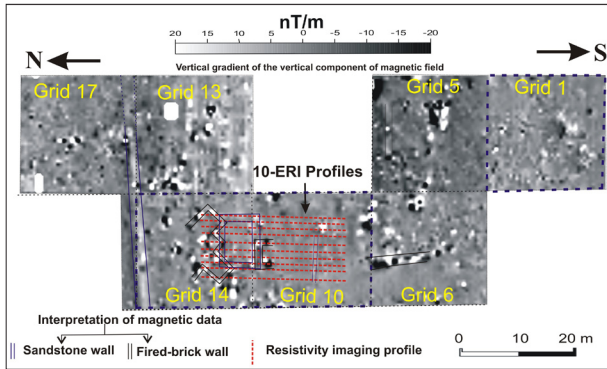 nT/m
20 15 10 5 0 -5 -10 -15 -20
Vertical gradient of the vertical component of magnetic field
N
S
Grid 17
Grid 13
Grid 5
Grid 1
10-ERI Profiles
Grid 14
Grid 10
Grid 6
Interpretation of magnetic data
Sandstone wall
Fired-brick wall
Resistivity imaging profile
0 10 20 m